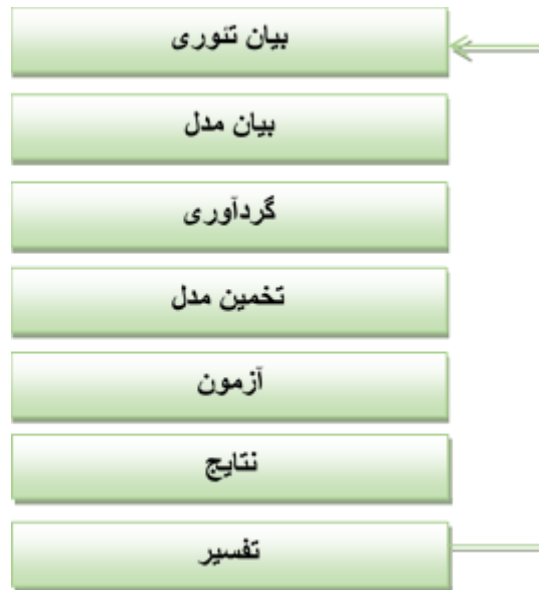 بیان تئوری
بیان مدل
گردآوری
تخمین مدل
آزمون
نتایج
تفسیر